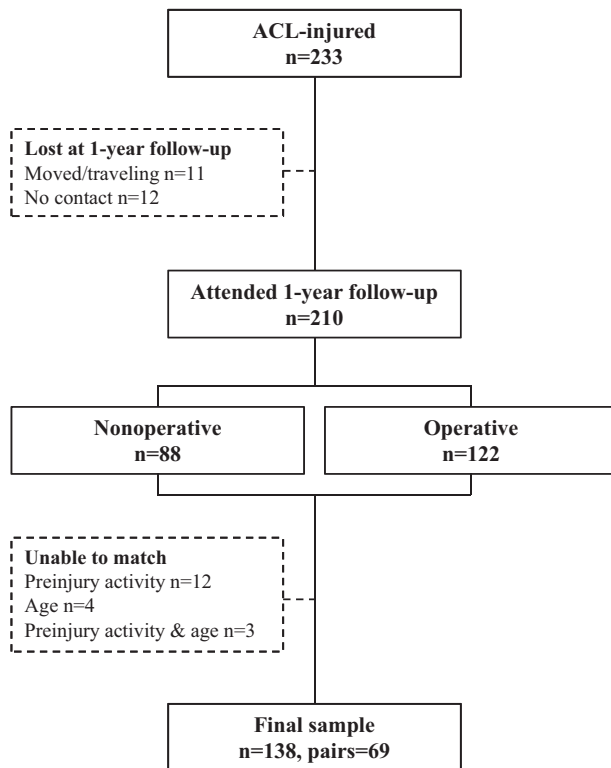 ACL-injured
n=233
Lost at 1-year follow-up
Moved/traveling n=11
No contact n=12
Attended 1-year follow-up
n=210
Nonoperative
n=88
Operative
n=122
Unable to match
Preinjury activity n=12
Age n=4
Preinjury activity & age n=3
Final sample
n=138, pairs=69